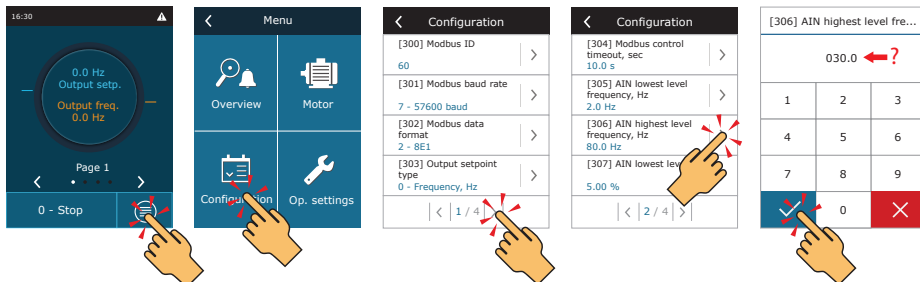 16:30
0.0 Hz
Output setp.
Output freq.
0.0 Hz
Page 1
0 - Stop
Menu
Overview
Motor
Configuration
Op. settings
Configuration
[300] Modbus ID
60
[301] Modbus baud rate
7 - 57600 baud
[302] Modbus data
format
2 - 8E1
[303] Output setpoint
type
0 - Frequency, Hz
1 / 4
Configuration
[304] Modbus control
timeout, sec
10.0 s
[305] AIN lowest level
frequency, Hz
2.0 Hz
[306] AIN highest level
frequency, Hz
80.0 Hz
[307] AIN lowest
5.00 %
2 / 4
[306] AIN highest level fre...
030.0 ?
1 2 3
4 5 6
7 8 9
0